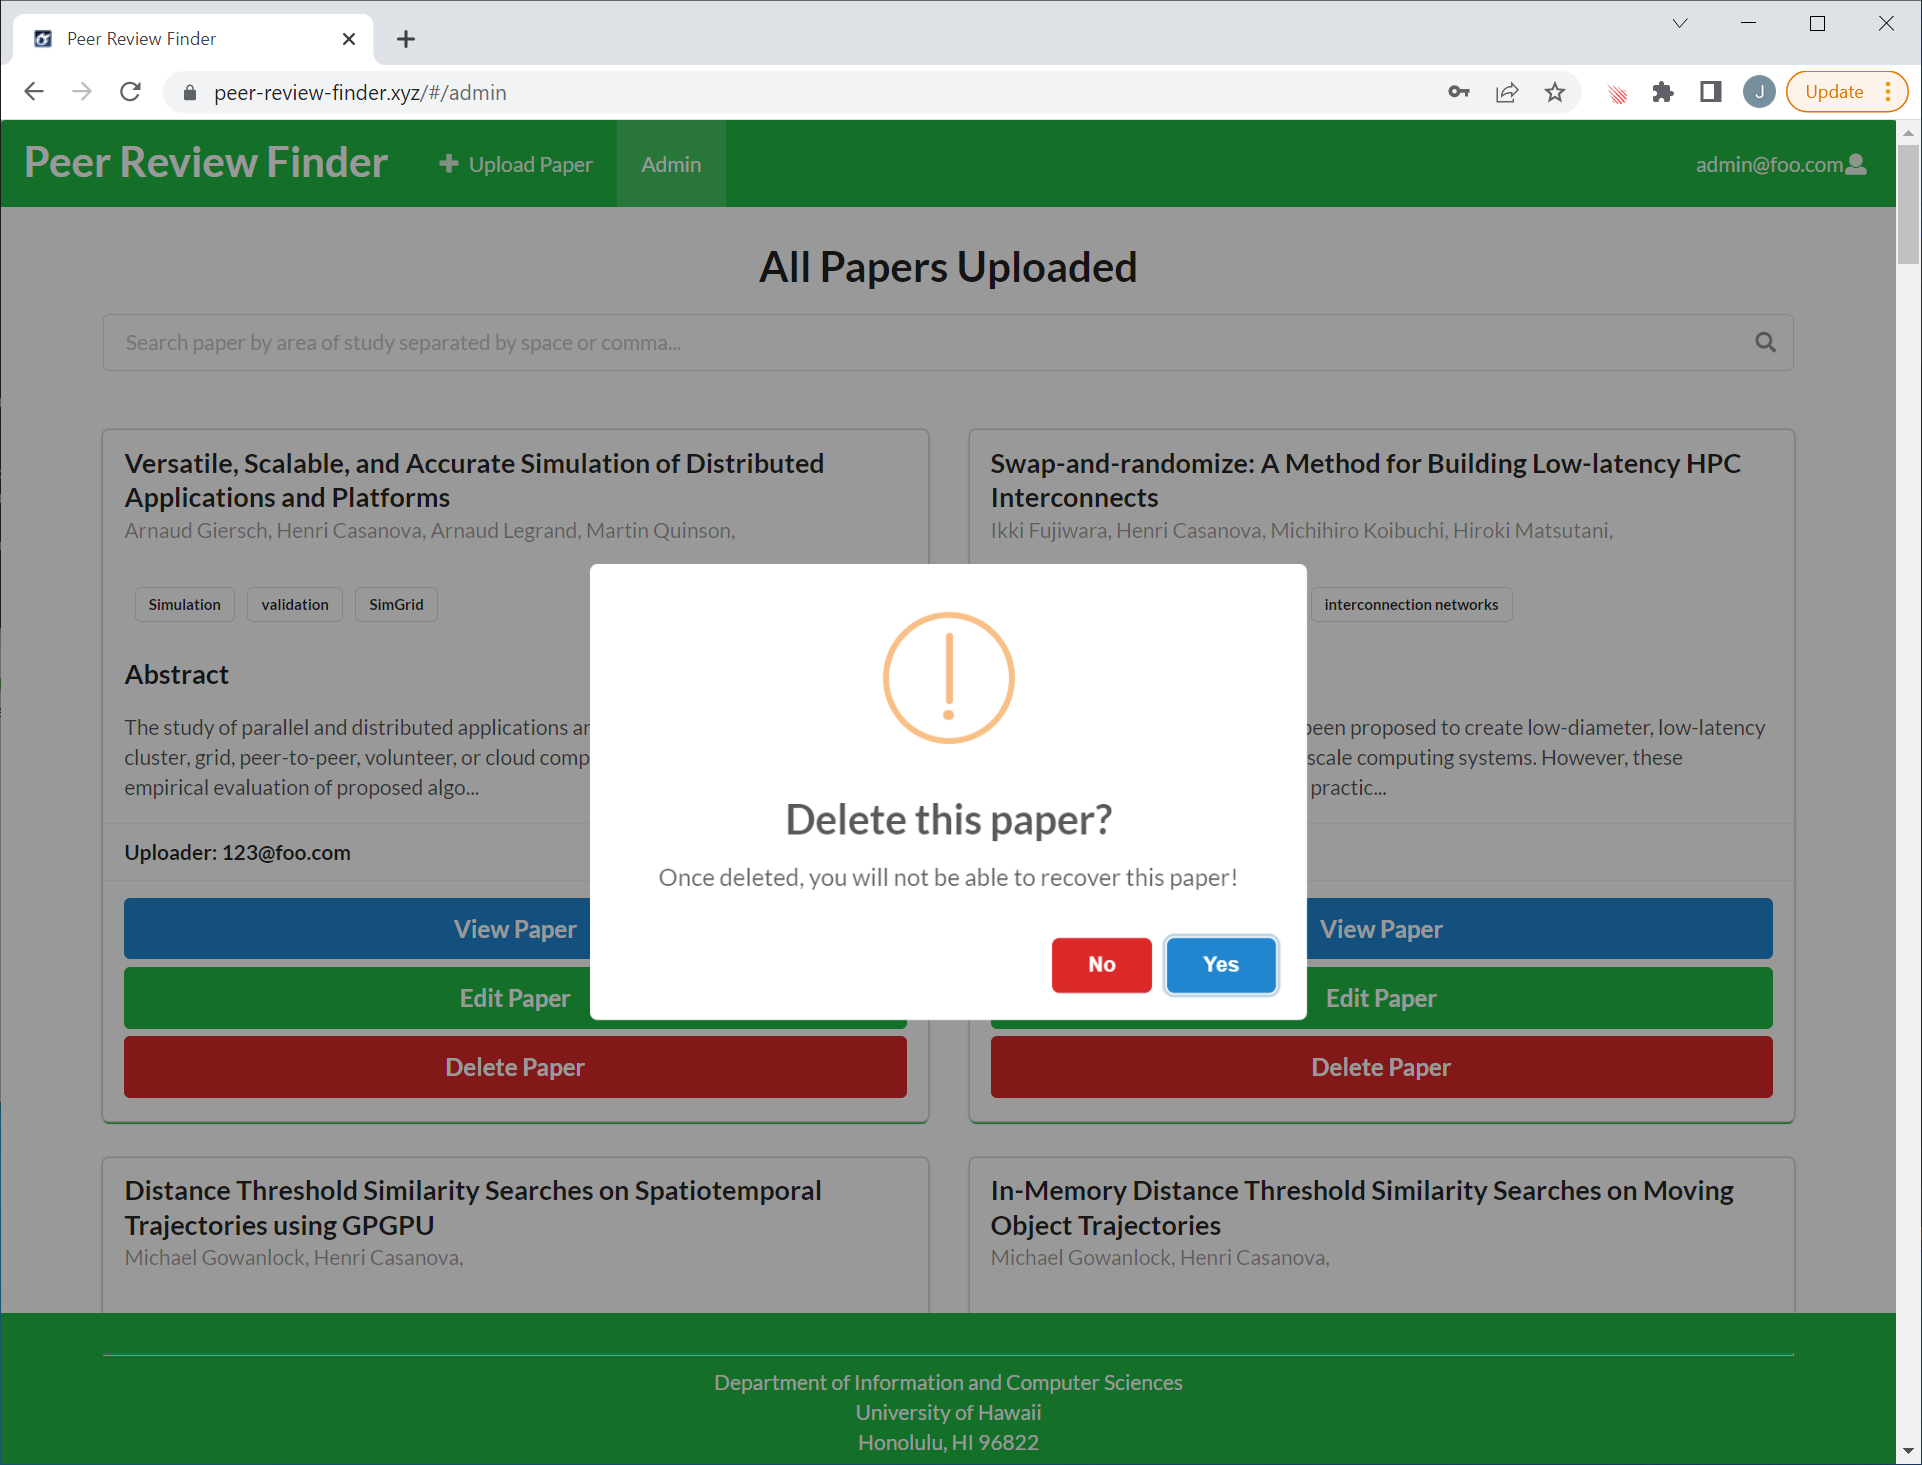 Peer Review Finder
peer-review-finder.xyz/#/admin
J
Update
Peer Review Finder
Upload Paper
Admin
admin@foo.com
All Papers Uploaded
Search paper by area of study separated by space or comma...
Versatile, Scalable, and Accurate Simulation of Distributed
Applications and Platforms
Arnaud Giersch, Henri Casanova, Arnaud Legrand, Martin Quinson,
Simulation
validation
SimGrid
Abstract
The study of parallel and distributed applications
cluster, grid, peer-to-peer, volunteer, or cloud
empirical evaluation of proposed algo...
Uploader: 123@foo.com
View Paper
Edit Paper
Delete Paper
Swap-and-randomize: A Method for Building Low-latency HPC
Interconnects
Ikki Fujiwara, Henri Casanova, Michihiro Koibuchi, Hiroki Matsutani,
interconnection networks
been proposed to create low-diameter, low-latency
scale computing systems. However, these
practic...
View Paper
Edit Paper
Delete Paper
Delete this paper?
Once deleted, you will not be able to recover this paper!
No
Yes
Distance Threshold Similarity Searches on Spatiotemporal
Trajectories using GPGPU
Michael Gowanlock, Henri Casanova,
In-Memory Distance Threshold Similarity Searches on Moving
Object Trajectories
Michael Gowanlock, Henri Casanova,
Department of Information and Computer Sciences
University of Hawaii
Honolulu, HI 96822